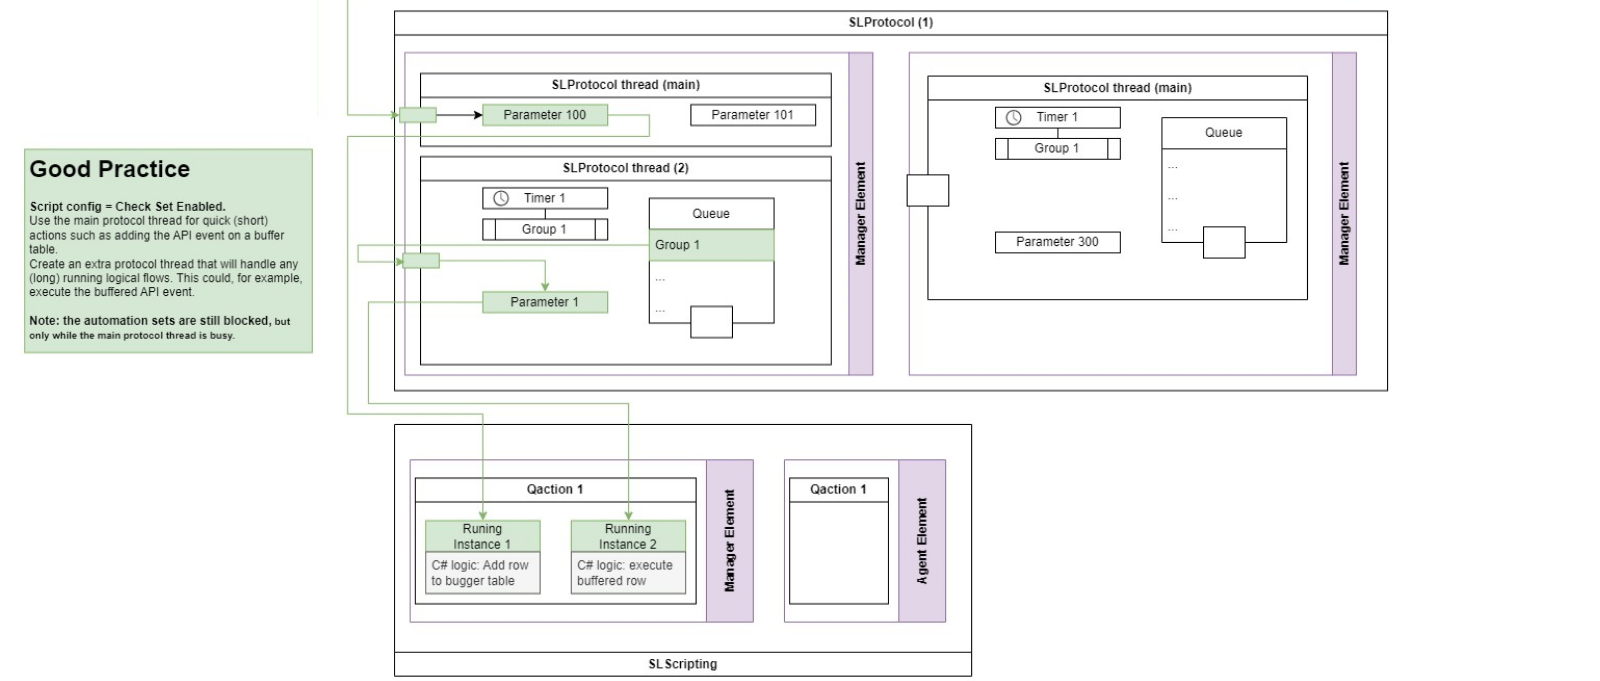 SLProtocol (1)
SLProtocol thread (main)
Parameter 100
Parameter 101
SLProtocol thread (2)
Timer 1
Group 1
Queue
Group 1
...
...
Parameter 1
Manager Element
SLProtocol thread (main)
Timer 1
Group 1
Queue
...
...
...
Parameter 300
Manager Element
Good Practice
Script config = Check Set Enabled.
Use the main protocol thread for quick (short)
actions such as adding the API event on a buffer
table.
Create an extra protocol thread that will handle any
(long) running logical flows. This could, for example,
execute the buffered API event.
Note: the automation sets are still blocked, but
only while the main protocol thread is busy.
Qaction 1
Runing
Instance 1
C# logic: Add row
to bugger table
Running
Instance 2
C# logic: execute
buffered row
Manager Element
Qaction 1
Agent Element
SLScripting